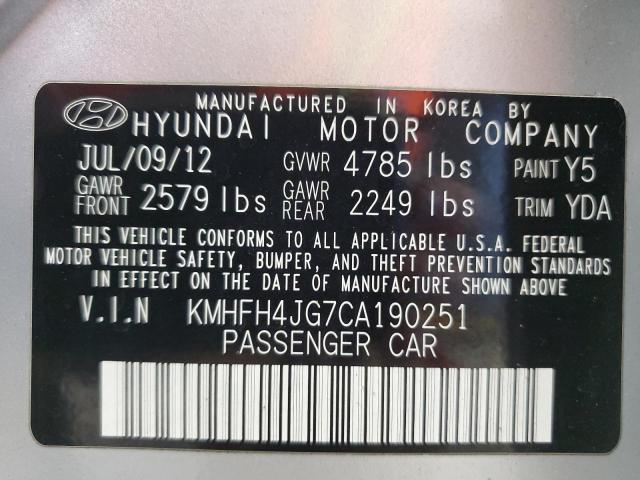 MANUFACTURED IN KOREA BY
HYUNDAI MOTOR COMPANY
JUL/09/12 GVWR 4785 lbs PAINT Y5
GAWR FRONT 2579 lbs GAWR REAR 2249 lbs TRIM YDA
THIS VEHICLE CONFORMS TO ALL APPLICABLE U.S.A. FEDERAL
MOTOR VEHICLE SAFETY, BUMPER, AND THEFT PREVENTION STANDARDS
IN EFFECT ON THE DATE OF MANUFACTURE SHOWN ABOVE.
V.I.N KMHFH4JG7CA190251
PASSENGER CAR